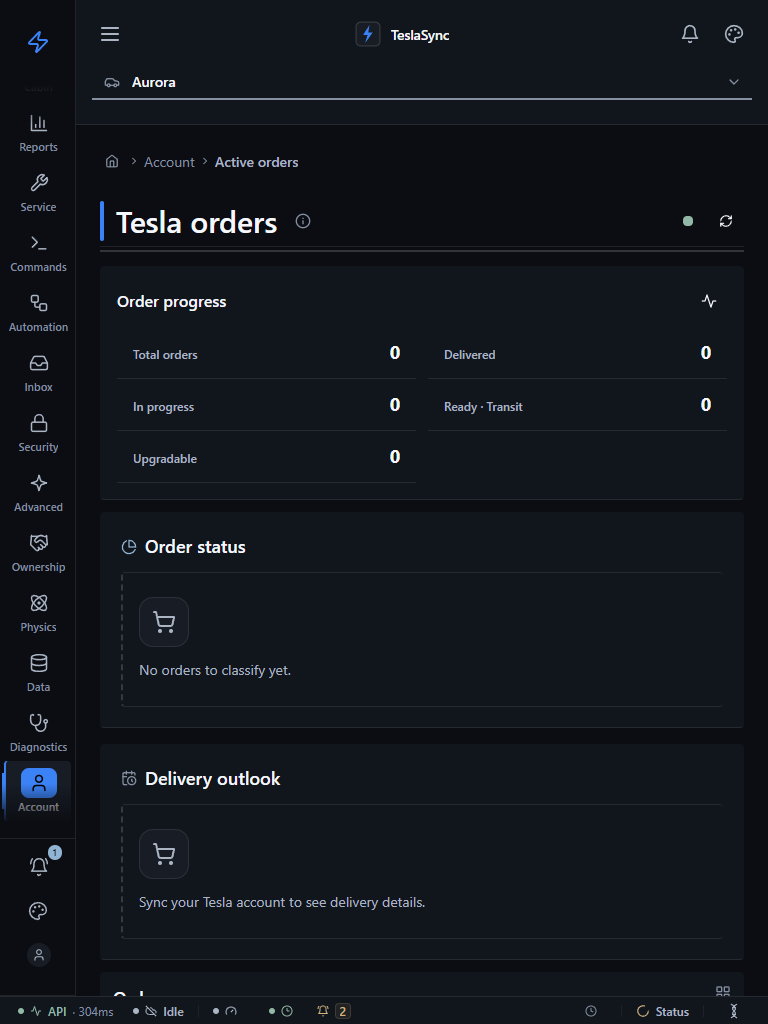 TeslaSync
Aurora
Account
Active orders
Reports
Service
Commands
Automation
Inbox
Security
Advanced
Ownership
Physics
Data
Diagnostics
Account
1
Tesla orders
Order progress
Total orders 0
Delivered 0
In progress 0
Ready · Transit 0
Upgradable 0
Order status
No orders to classify yet.
Delivery outlook
Sync your Tesla account to see delivery details.
API · 304ms
Idle
2
Status